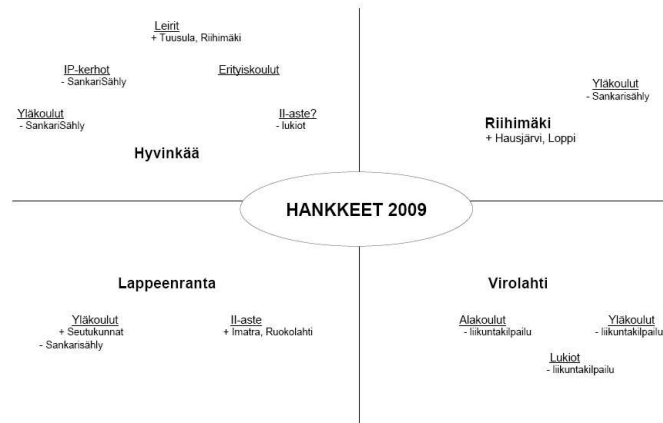 Leirit
+ Tuusula, Riihimäki
IP-kerhot
- SankariSähly
Erityiskoulut
Yläkoulut
- SankariSähly
II-aste?
- lukiot
Hyvinkää
Yläkoulut
- Sankarisähly
Riihimäki
+ Hausjärvi, Loppi
HANKKEET 2009
Lappeenranta
Yläkoulut
+ Seutukunnat
- Sankarisähly
II-aste
+ Imatra, Ruokolahti
Virolahti
Alakoulut
- liikuntakilpailu
Yläkoulut
- liikuntakilpailu
Lukiot
- liikuntakilpailu